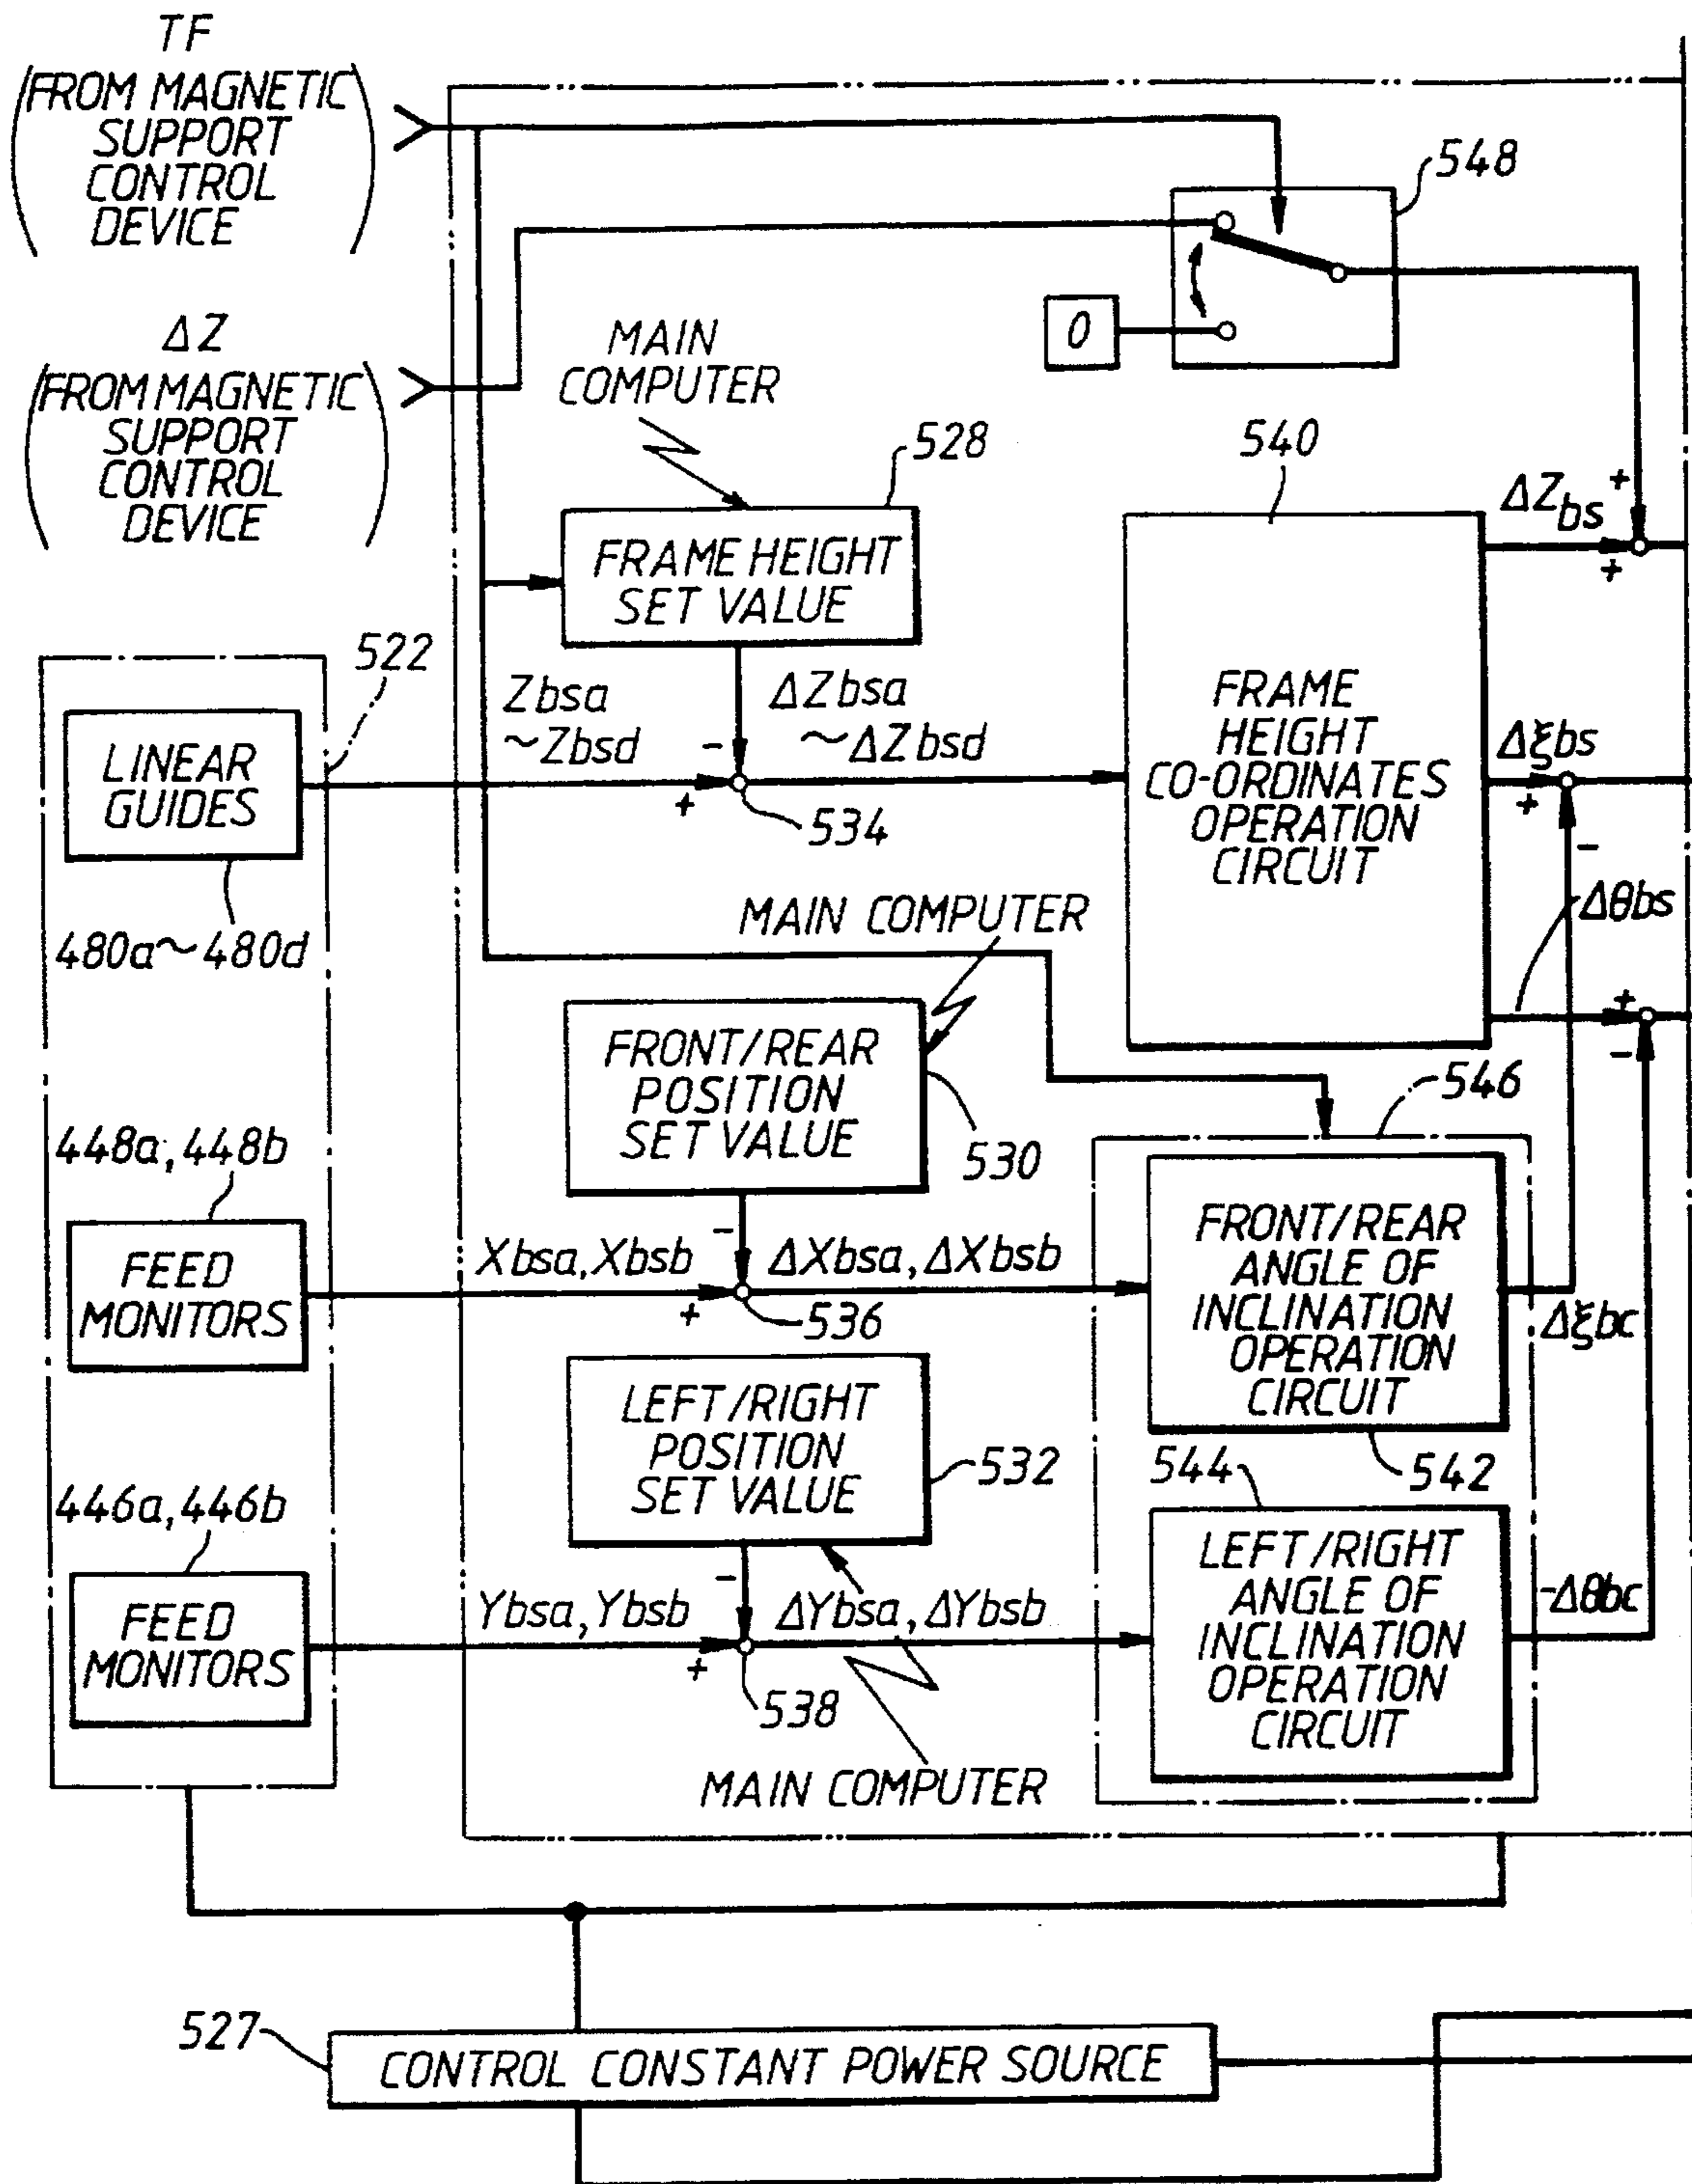 TF
(FROM MAGNETIC
SUPPORT
CONTROL
DEVICE)
548
0
ΔZ
(FROM MAGNETIC
SUPPORT
CONTROL
DEVICE)
MAIN
COMPUTER
528
540
FRAME HEIGHT
SET VALUE
ΔZbs
+
+
522
Zbsa
~Zbsd
ΔZbsa
~ΔZbsd
-
+
534
LINEAR
GUIDES
480a~480d
FRAME
HEIGHT
CO-ORDINATES
OPERATION
CIRCUIT
Δξbs
+
-
Δθbs
+
-
MAIN COMPUTER
FRONT/REAR
POSITION
SET VALUE
530
546
448a, 448b
FEED
MONITORS
Xbsa, Xbsb
-
+
536
ΔXbsa, ΔXbsb
FRONT/REAR
ANGLE OF
INCLINATION
OPERATION
CIRCUIT
Δξbc
542
LEFT/RIGHT
POSITION
SET VALUE
532
544
446a, 446b
FEED
MONITORS
Ybsa, Ybsb
-
+
538
ΔYbsa, ΔYbsb
LEFT/RIGHT
ANGLE OF
INCLINATION
OPERATION
CIRCUIT
-Δθbc
MAIN COMPUTER
527
CONTROL CONSTANT POWER SOURCE